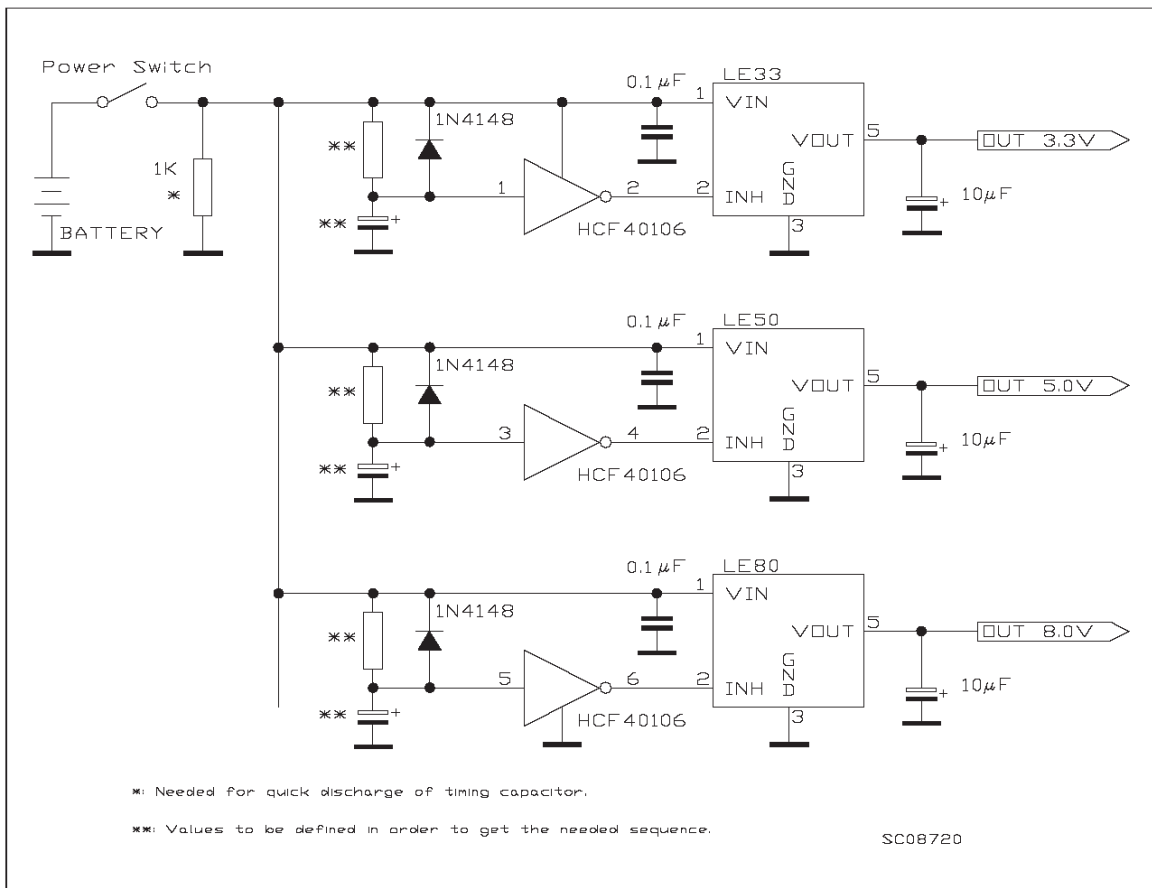 Power Switch
1K
*
BATTERY
**
**
+
1N4148
1
2
HCF40106
0.1µF
LE33
1
VIN
2
INH
VOUT
5
GND
3
+
10µF
OUT 3.3V
**
**
+
1N4148
3
4
HCF40106
0.1µF
LE50
1
VIN
2
INH
VOUT
5
GND
3
+
10µF
OUT 5.0V
**
**
+
1N4148
5
6
HCF40106
0.1µF
LE80
1
VIN
2
INH
VOUT
5
GND
3
+
10µF
OUT 8.0V
*: Needed for quick discharge of timing capacitor.
**: Values to be defined in order to get the needed sequence.
SC08720